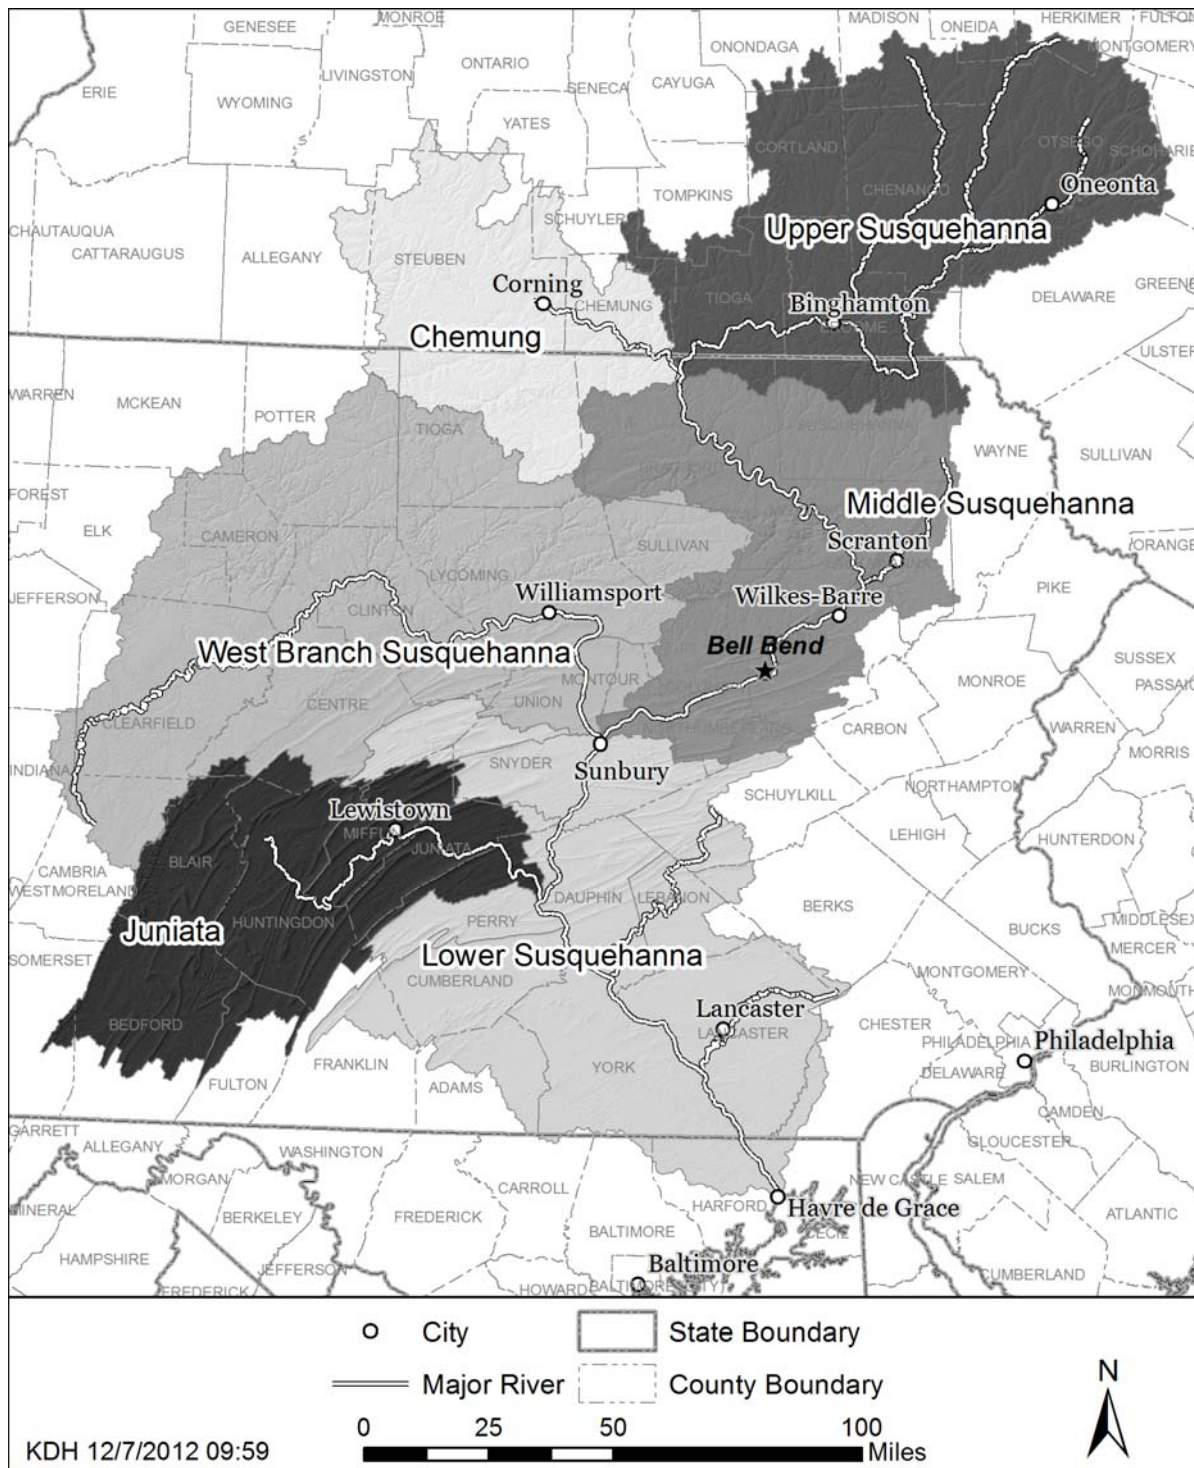 MONROE
MADISON
ONEIDA
HERKIMER
FULTON
GENESEE
ONTARIO
ONONDAGA
MONTGOMERY
LIVINGSTON
SENECA
CAYUGA
ERIE
WYOMING
YATES
CORTLAND
OTSEGO
SCHOHARIE
TOMPKINS
CHENANGO
Oneonta
SCHUYLER
CHAUTAUQUA
CATTARAUGUS
ALLEGANY
STEUBEN
Upper Susquehanna
Corning
CHEMUNG
TIOGA
Binghamton
BROOME
DELAWARE
GREENE
Chemung
ULSTER
WARREN
MCKEAN
POTTER
TIOGA
SUSQUEHANNA
WAYNE
SULLIVAN
BRADFORD
FOREST
ELK
Middle Susquehanna
CAMERON
SULLIVAN
Scranton
ORANGE
LYCOMING
JEFFERSON
CLINTON
Williamsport
Wilkes-Barre
PIKE
West Branch Susquehanna
Bell Bend
SUSSEX
MONTOUR
MONROE
PASSAIC
CLEARFIELD
CENTRE
UNION
CARBON
WARREN
MORRIS
INDIANA
SNYDER
Sunbury
NORTHAMPTON
SCHUYLKILL
Lewistown
MIFFLIN
JUNIATA
LEHIGH
HUNTERDON
CAMBRIA
BLAIR
WESTMORELAND
DAUPHIN
LEBANON
HUNTINGDON
PERRY
BERKS
MIDDLESEX
Juniata
BUCKS
MERCER
SOMERSET
Lower Susquehanna
CUMBERLAND
MONTGOMERY
MONMOUTH
Lancaster
LANCASTER
BEDFORD
CHESTER
PHILADELPHIA
Philadelphia
FRANKLIN
YORK
DELAWARE
BURLINGTON
FULTON
ADAMS
CAMDEN
GARRETT
ALLEGANY
WASHINGTON
GLOUCESTER
MORGAN
CARROLL
NEW CASTLE
SALEM
MINERAL
BERKELEY
FREDERICK
HARFORD
Havre de Grace
ATLANTIC
BALTIMORE
CECIL
HAMPSHIRE
JEFFERSON
Baltimore
CUMBERLAND
FREDERICK
HOWARD
BALTIMORE (CITY)
City
State Boundary
Major River
County Boundary
N
0 25 50 100
Miles
KDH 12/7/2012 09:59